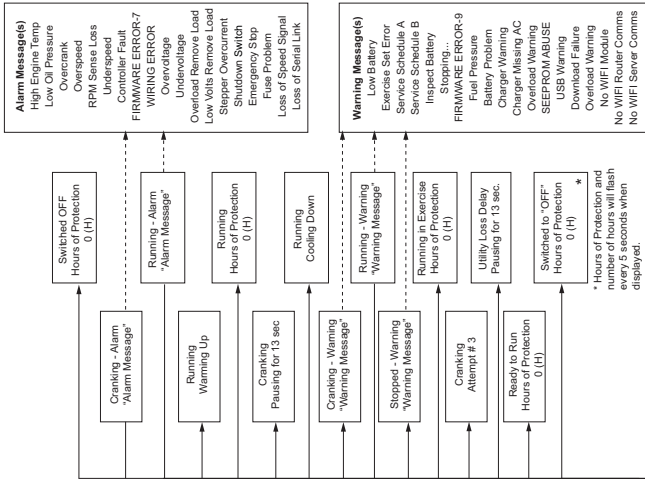 Alarm Message(s)
High Engine Temp
Low Oil Pressure
Overcrank
Overspeed
RPM Sense Loss
Underspeed
Controller Fault
FIRMWARE ERROR-7
WIRING ERROR
Overvoltage
Undervoltage
Overload Remove Load
Low Volts Remove Load
Stepper Overcurrent
Shutdown Switch
Emergency Stop
Fuse Problem
Loss of Speed Signal
Loss of Serial Link
Warning Message(s)
Low Battery
Exercise Set Error
Service Schedule A
Service Schedule B
Inspect Battery
Stopping...
FIRMWARE ERROR-9
Fuel Pressure
Battery Problem
Charger Warning
Charger Missing AC
Overload Warning
SEEPROM ABUSE
USB Warning
Download Failure
Overload Warning
No WIFI Module
No WIFI Router Comms
No WIFI Server Comms
Switched OFF
Hours of Protection
0 (H)
Cranking - Alarm
"Alarm Message"
Running - Alarm
"Alarm Message"
Running
Warming Up
Running
Hours of Protection
0 (H)
Cranking
Pausing for 13 sec
Running
Cooling Down
Cranking - Warning
"Warning Message"
Running - Warning
"Warning Message"
Stopped - Warning
"Warning Message"
Running in Exercise
Hours of Protection
0 (H)
Cranking
Attempt # 3
Utility Loss Delay
Pausing for 13 sec.
Ready to Run
Hours of Protection
0 (H)
Switched to "OFF"
Hours of Protection
0 (H)
*
* Hours of Protection and
number of hours will flash
every 5 seconds when
displayed.